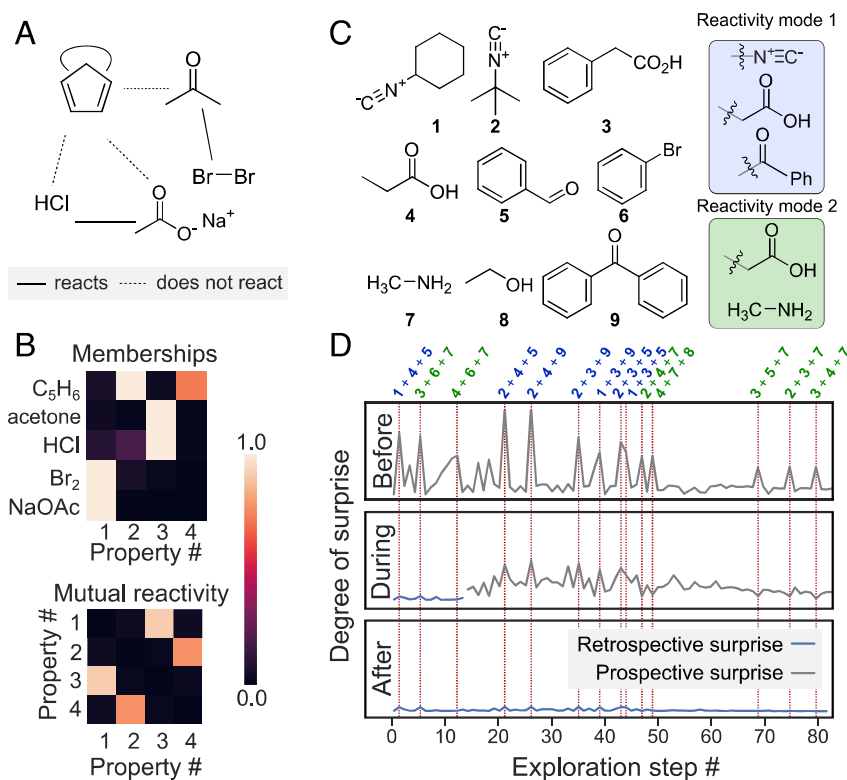 A
O
Br—Br
HCl
O
O⁻ Na⁺
reacts
does not react
B
Memberships
C₅H₆
acetone
HCl
Br₂
NaOAc
1 2 3 4
Property #
1.0
0.0
Mutual reactivity
Property #
1
2
3
4
1 2 3 4
Property #
C
⁻C≡N⁺
1
C⁻
N⁺
2
CO₂H
3
O
OH
4
O
5
Br
6
H₃C—NH₂
7
OH
8
O
9
Reactivity mode 1
N≡C⁻
+
O
OH
O
Ph
Reactivity mode 2
O
OH
H₃C—NH₂
D
1 + 4 + 5
3 + 6 + 7
4 + 6 + 7
2 + 4 + 5
2 + 4 + 9
2 + 3 + 9
1 + 3 + 9
2 + 3 + 5
1 + 3 + 5
2 + 4 + 7
4 + 7 + 8
3 + 5 + 7
2 + 3 + 7
3 + 4 + 7
Degree of surprise
Before
During
After
Retrospective surprise
Prospective surprise
0 10 20 30 40 50 60 70 80
Exploration step #